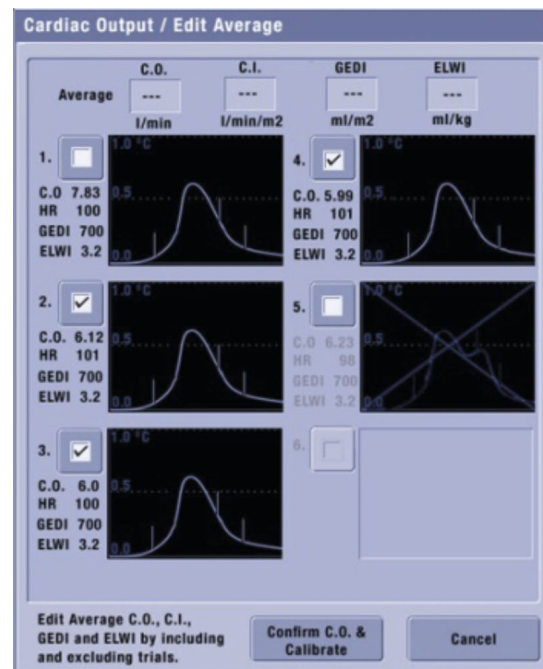 Cardiac Output / Edit Average
C.O. C.I. GEDI ELWI
Average --- --- --- ---
l/min l/min/m2 ml/m2 ml/kg
1.
1.0 °C
0.5
0.0
C.O 7.83
HR 100
GEDI 700
ELWI 3.2
2.
1.0 °C
0.5
0.0
C.O. 6.12
HR 101
GEDI 700
ELWI 3.2
3.
1.0 °C
0.5
0.0
C.O. 6.0
HR 100
GEDI 700
ELWI 3.2
4.
1.0 °C
0.5
0.0
C.O. 5.99
HR 101
GEDI 700
ELWI 3.2
5.
1.0 °C
0.5
0.0
C.O 6.23
HR 98
GEDI 700
ELWI 3.2
6.
Edit Average C.O., C.I.,
GEDI and ELWI by including
and excluding trials.
Confirm C.O. &
Calibrate
Cancel